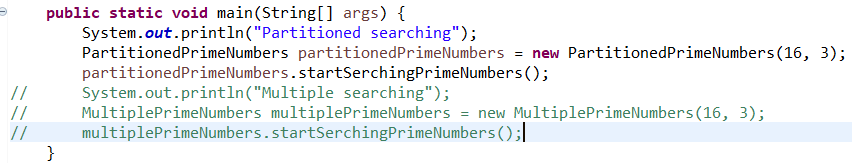 public static void main(String[] args) {
System.out.println("Partitioned searching");
PartitionedPrimeNumbers partitionedPrimeNumbers = new PartitionedPrimeNumbers(16, 3);
partitionedPrimeNumbers.startSerchingPrimeNumbers();
// System.out.println("Multiple searching");
// MultiplePrimeNumbers multiplePrimeNumbers = new MultiplePrimeNumbers(16, 3);
// multiplePrimeNumbers.startSerchingPrimeNumbers();
}